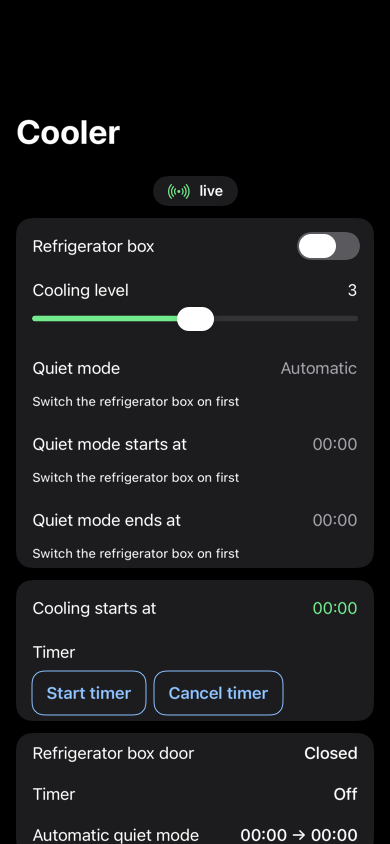 Cooler
live
Refrigerator box
Cooling level 3
Quiet mode Automatic
Switch the refrigerator box on first
Quiet mode starts at 00:00
Switch the refrigerator box on first
Quiet mode ends at 00:00
Switch the refrigerator box on first
Cooling starts at 00:00
Timer
Start timer Cancel timer
Refrigerator box door Closed
Timer Off
Automatic quiet mode 00:00 → 00:00